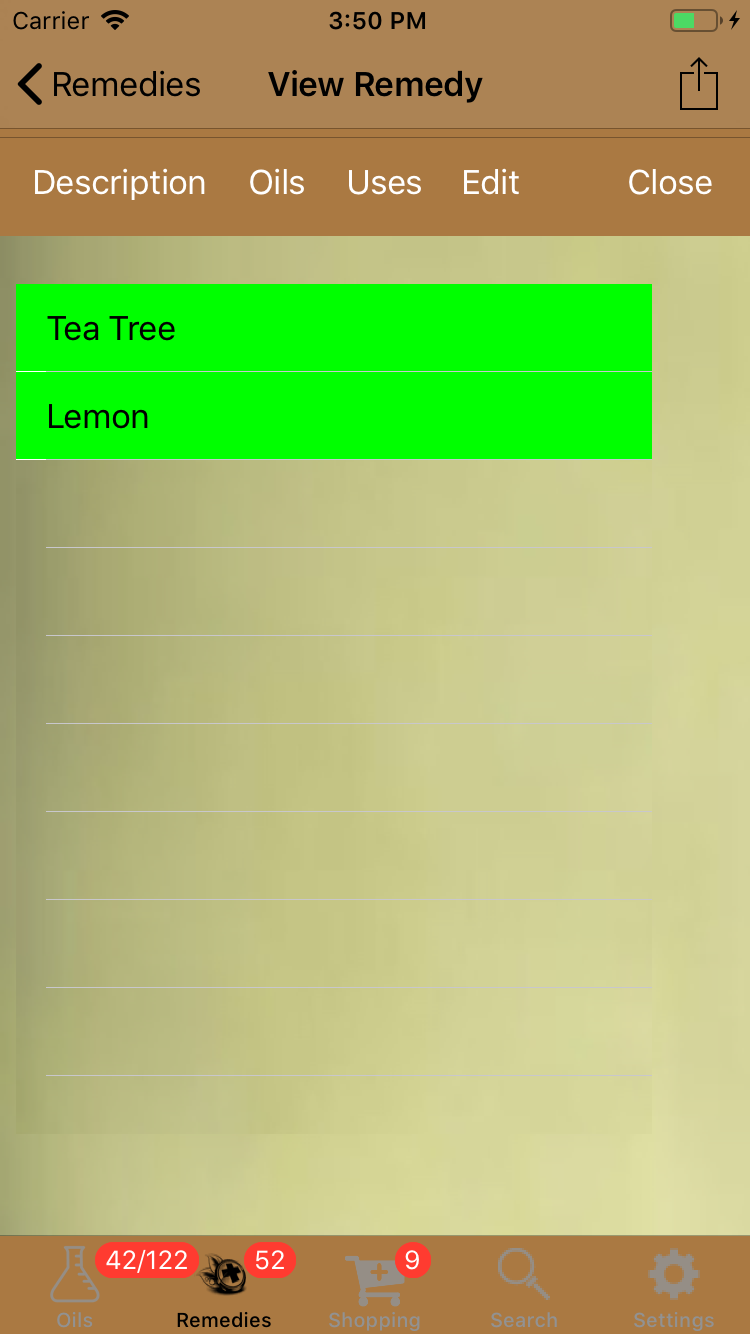 Carrier 3:50 PM
Remedies View Remedy
Description Oils Uses Edit Close
Tea Tree
Lemon
42/122 52 9
Oils Remedies Shopping Search Settings